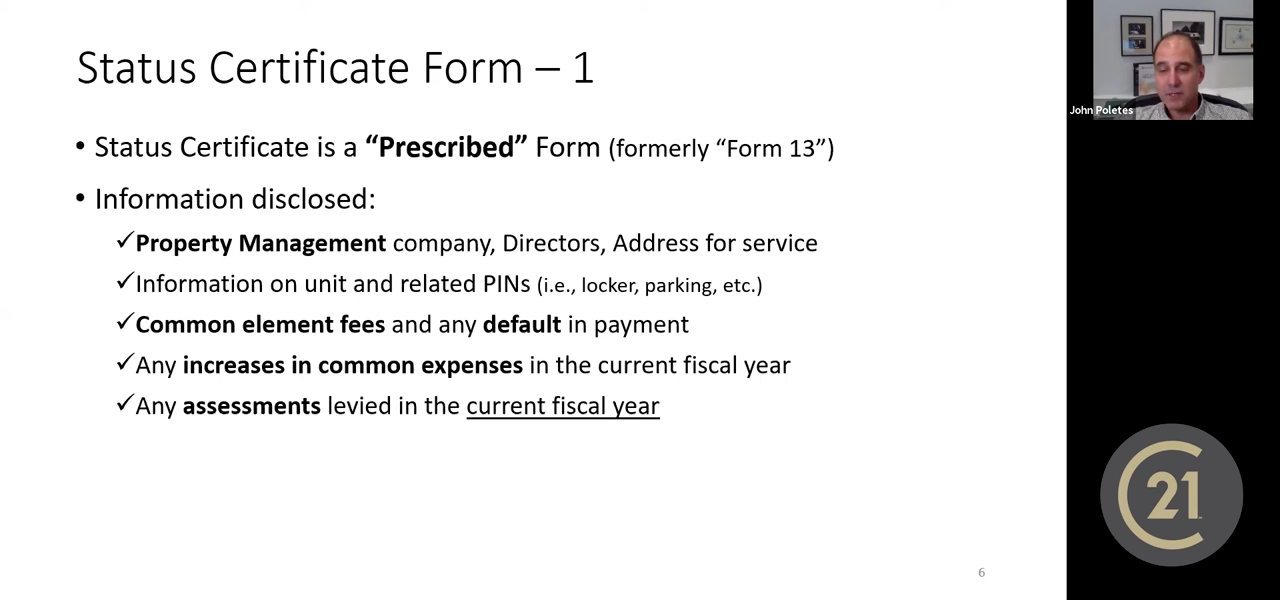 Status Certificate Form – 1
• Status Certificate is a “Prescribed” Form (formerly “Form 13”)
• Information disclosed:
✓Property Management company, Directors, Address for service
✓Information on unit and related PINs (i.e., locker, parking, etc.)
✓Common element fees and any default in payment
✓Any increases in common expenses in the current fiscal year
✓Any assessments levied in the current fiscal year
6
John Poletes
C21